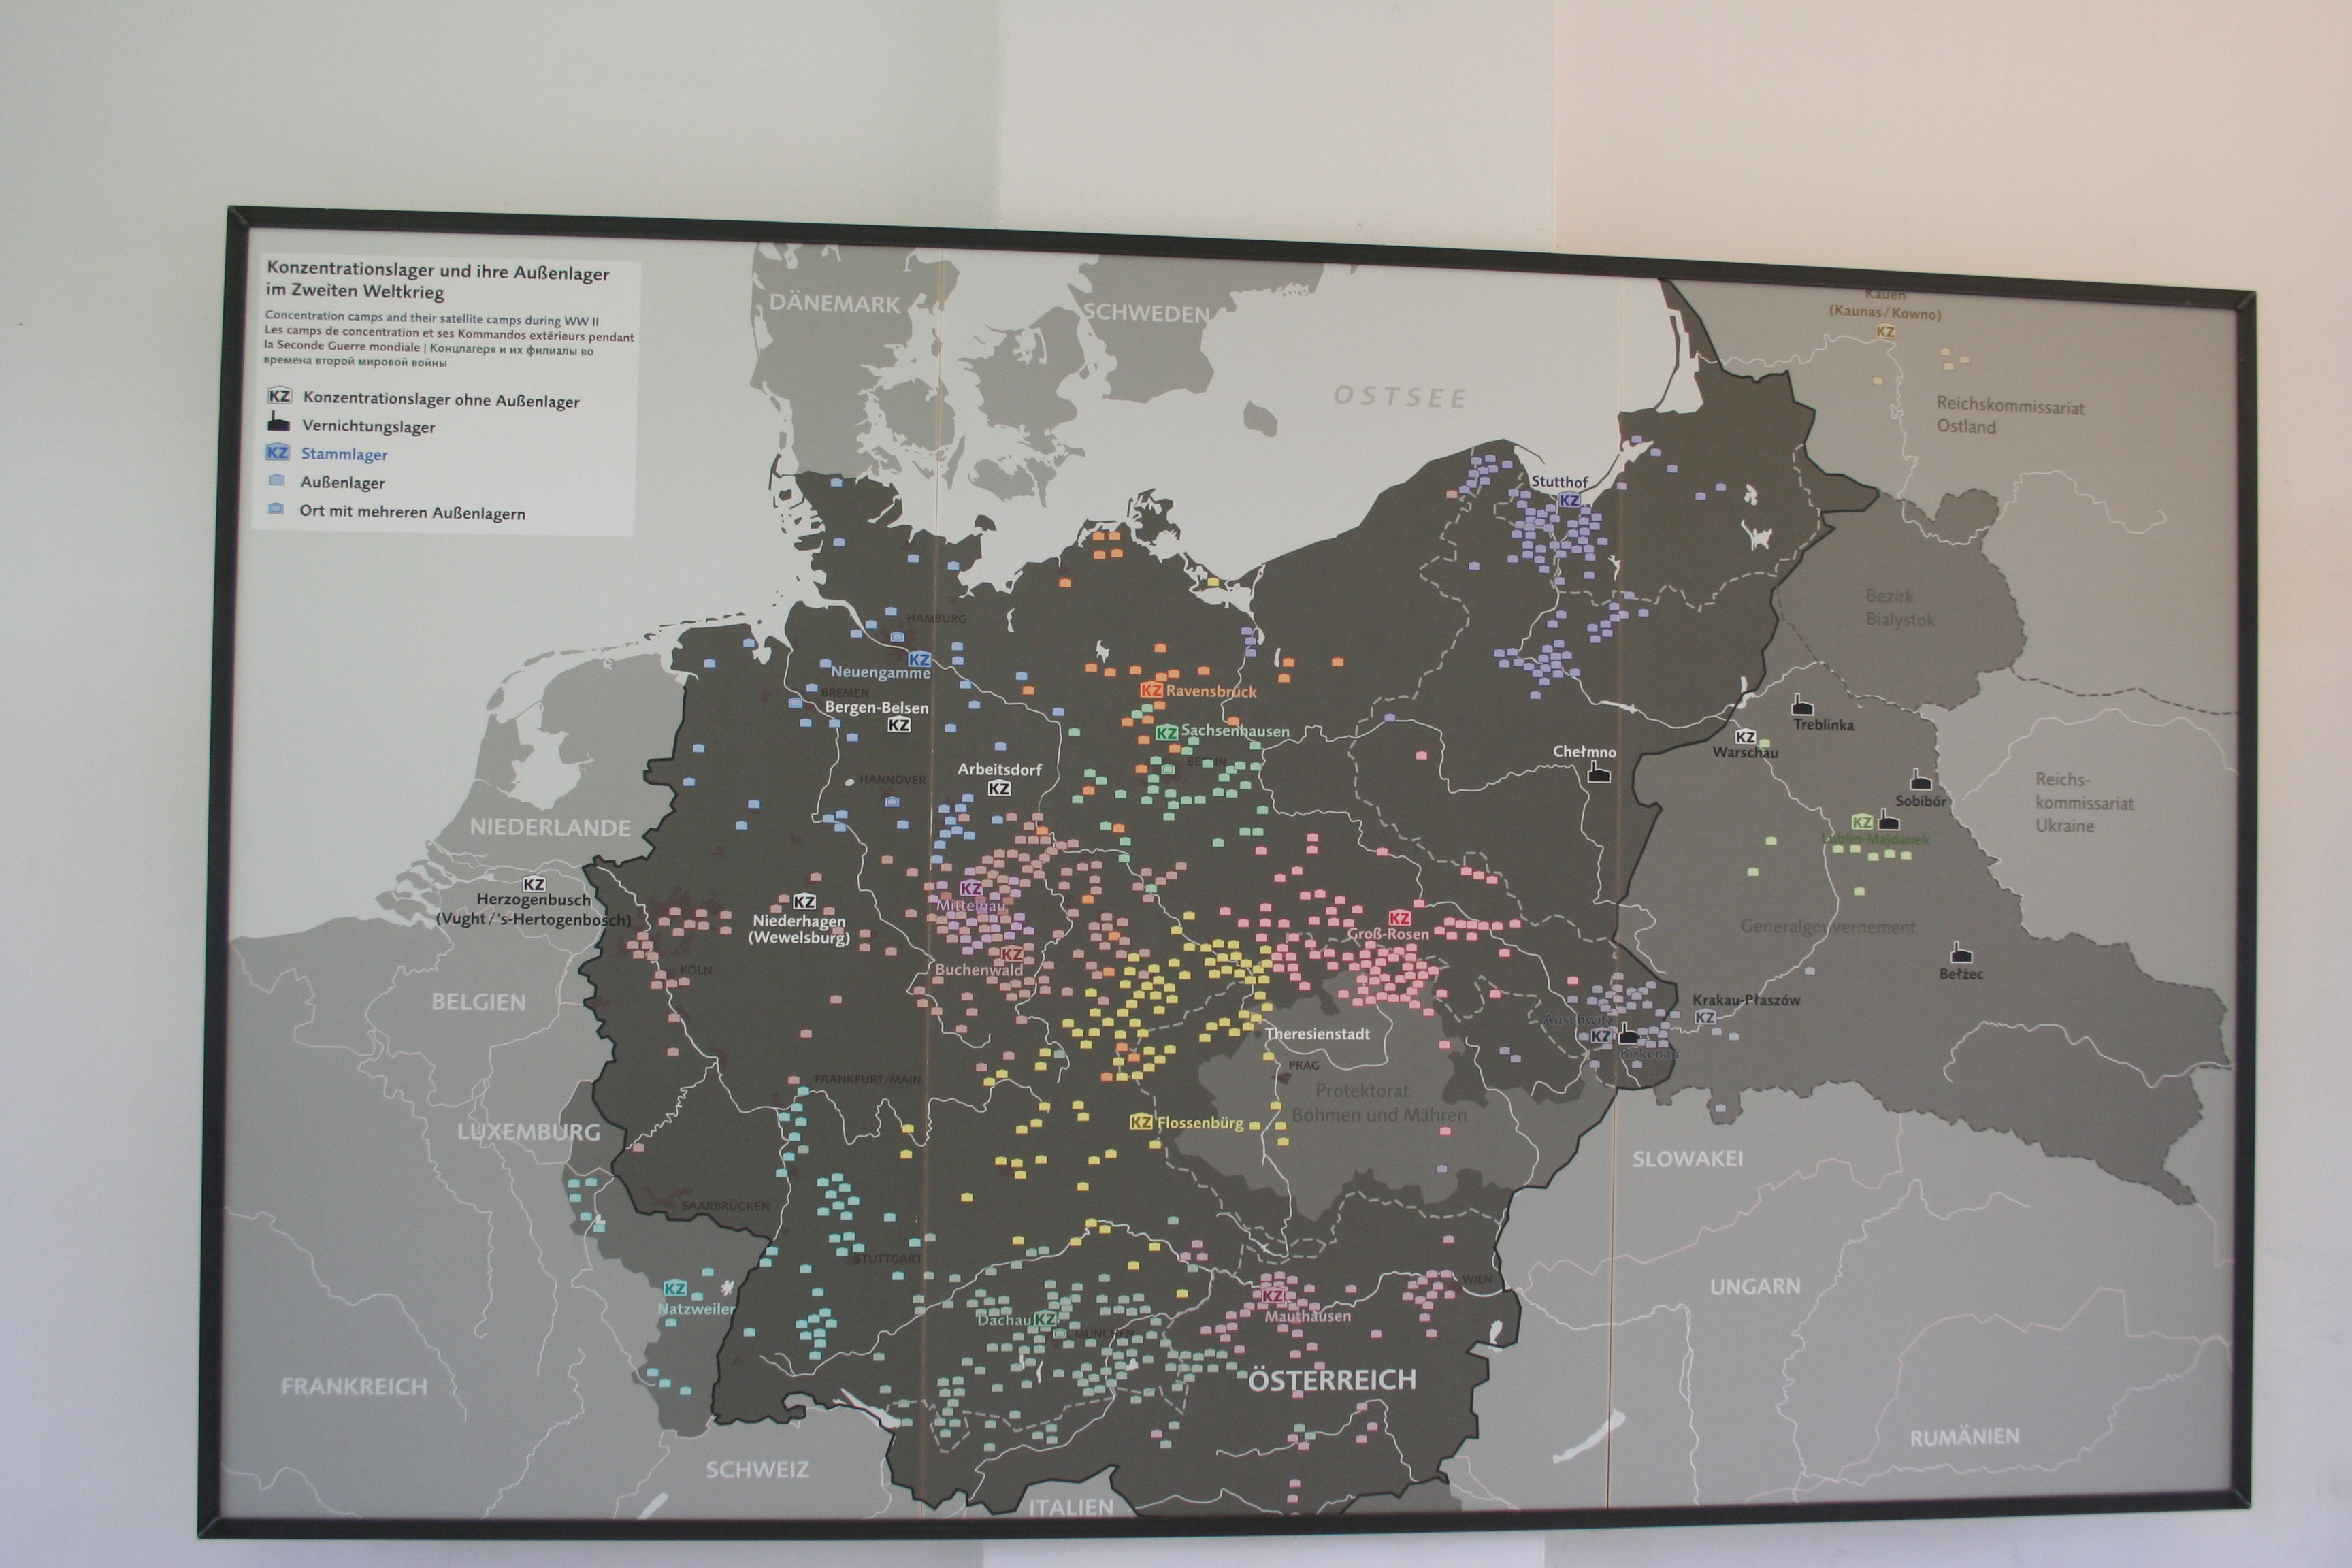 Konzentrationslager und ihre Außenlager
im Zweiten Weltkrieg
Concentration camps and their satellite camps during WW II
Les camps de concentration et ses Kommandos extérieurs pendant
la Seconde Guerre mondiale | Концлагеря и их филиалы во
времена второй мировой войны
KZ Konzentrationslager ohne Außenlager
Vernichtungslager
KZ Stammlager
Außenlager
Ort mit mehreren Außenlagern
DÄNEMARK
SCHWEDEN
OSTSEE
Kauen
(Kaunas/Kowno)
KZ
Reichskommissariat
Ostland
Stutthof
KZ
Bezirk
Bialystok
HAMBURG
KZ
Neuengamme
BREMEN
Bergen-Belsen
KZ
KZ Ravensbrück
KZ Sachsenhausen
BERLIN
Arbeitsdorf
KZ
HANNOVER
Treblinka
KZ
Warschau
Chełmno
Sobibór
Reichs-
kommissariat
Ukraine
KZ
Lublin-Majdanek
NIEDERLANDE
KZ
Herzogenbusch
(Vught/'s-Hertogenbosch)
KZ
Niederhagen
(Wewelsburg)
KZ
Mittelbau
KZ
Buchenwald
KZ
Groß-Rosen
Generalgouvernement
Bełżec
KÖLN
BELGIEN
Krakau-Płaszów
KZ
Auschwitz
KZ
Birkenau
Theresienstadt
PRAG
Protektorat
Böhmen und Mähren
FRANKFURT/MAIN
KZ Flossenbürg
LUXEMBURG
SLOWAKEI
SAARBRÜCKEN
STUTTGART
KZ
Natzweiler
Dachau KZ
MÜNCHEN
KZ
Mauthausen
WIEN
UNGARN
FRANKREICH
ÖSTERREICH
RUMÄNIEN
SCHWEIZ
ITALIEN